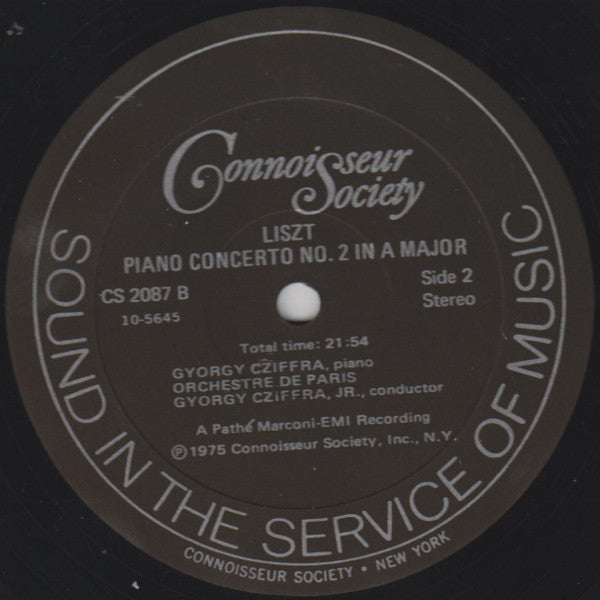 Connoisseur
Society
LISZT
PIANO CONCERTO NO. 2 IN A MAJOR
CS 2087 B
Side 2
10-5645
Stereo
Total time: 21:54
GYORGY CZIFFRA, piano
ORCHESTRE DE PARIS
GYORGY CZIFFRA, JR., conductor
A Pathé Marconi-EMI Recording
Ⓟ 1975 Connoisseur Society, Inc., N.Y.
SOUND IN THE SERVICE OF MUSIC
CONNOISSEUR SOCIETY • NEW YORK